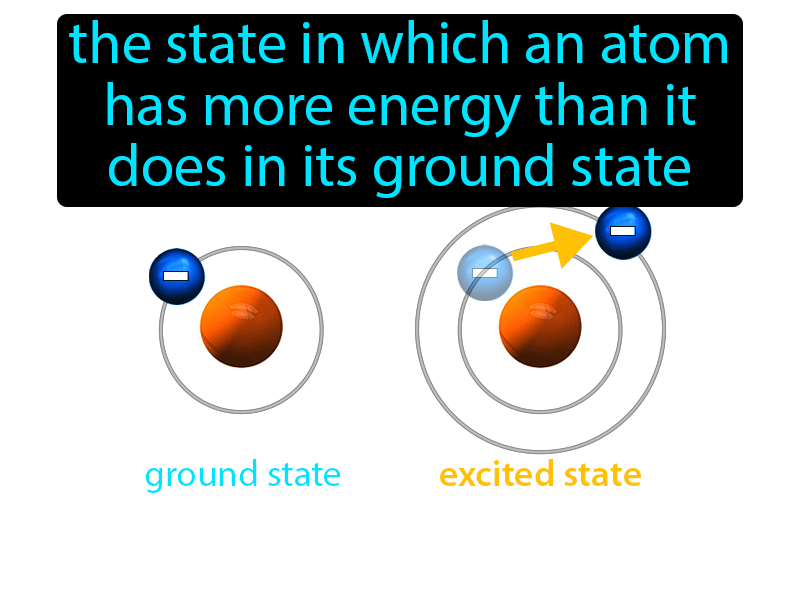 the state in which an atom
has more energy than it
does in its ground state
ground state
excited state